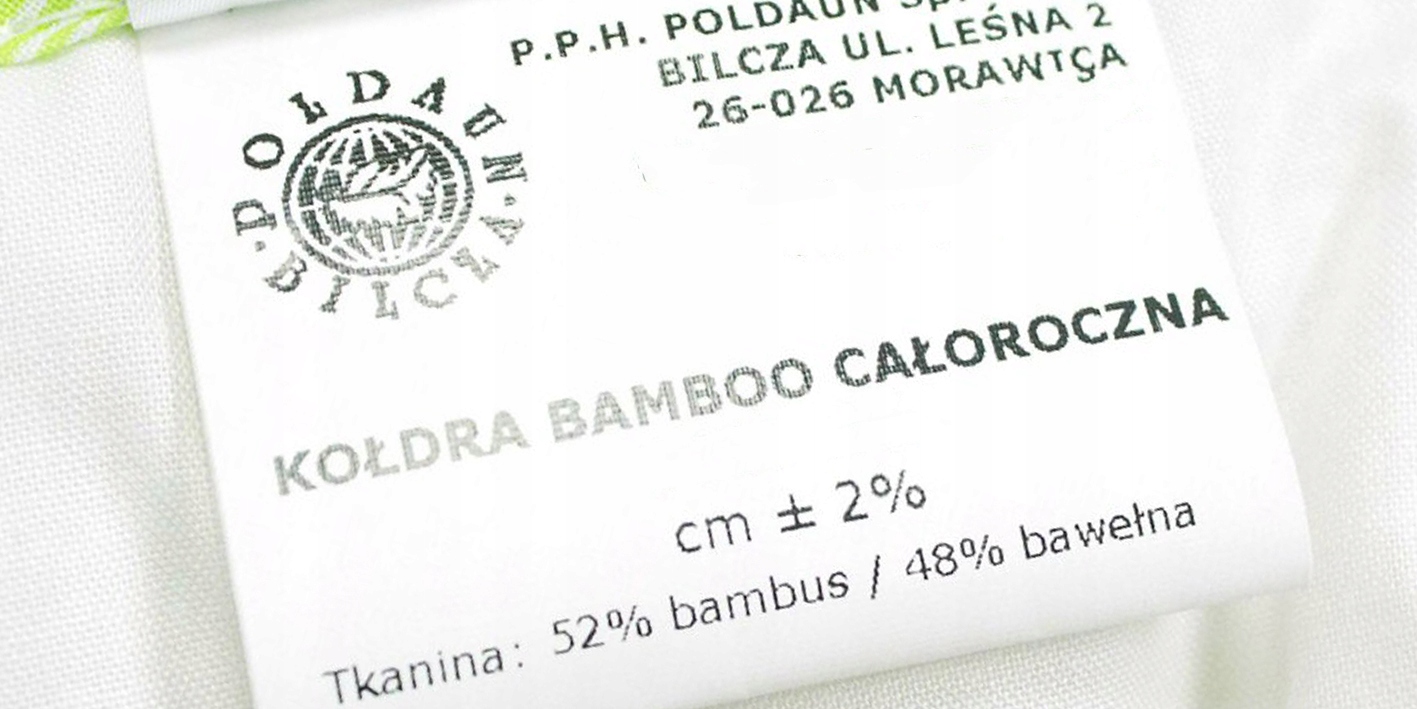 P.P.H. POLDAUN Sp.
BILCZA UL. LEŚNA 2
26-026 MORAWICA
POLDAUN · BILCZA ·
KOŁDRA BAMBOO CAŁOROCZNA
cm ± 2%
Tkanina: 52% bambus / 48% bawełna